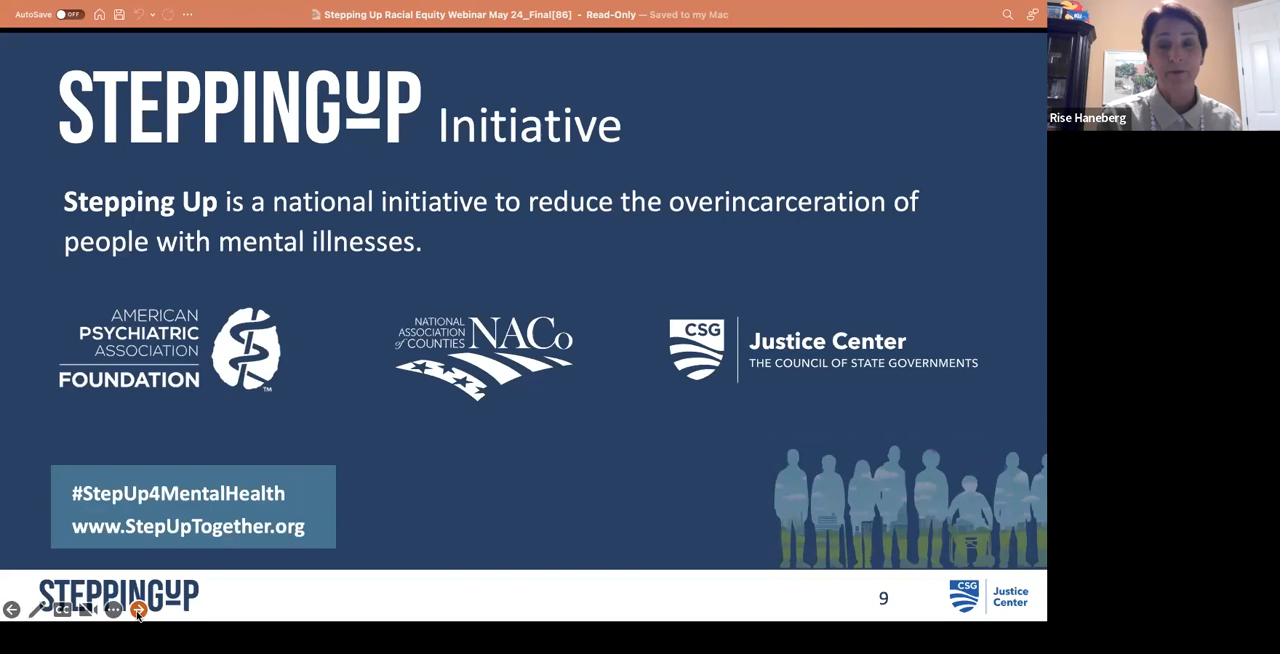 AutoSave OFF
Stepping Up Racial Equity Webinar May 24_Final[86] - Read-Only — Saved to my Mac
Rise Haneberg
STEPPINGUP Initiative
Stepping Up is a national initiative to reduce the overincarceration of
people with mental illnesses.
AMERICAN
PSYCHIATRIC
ASSOCIATION
FOUNDATION
TM
NATIONAL
ASSOCIATION
of COUNTIES
NACo
CSG
Justice Center
THE COUNCIL OF STATE GOVERNMENTS
#StepUp4MentalHealth
www.StepUpTogether.org
STEPPINGUP
CC
9
CSG
Justice
Center